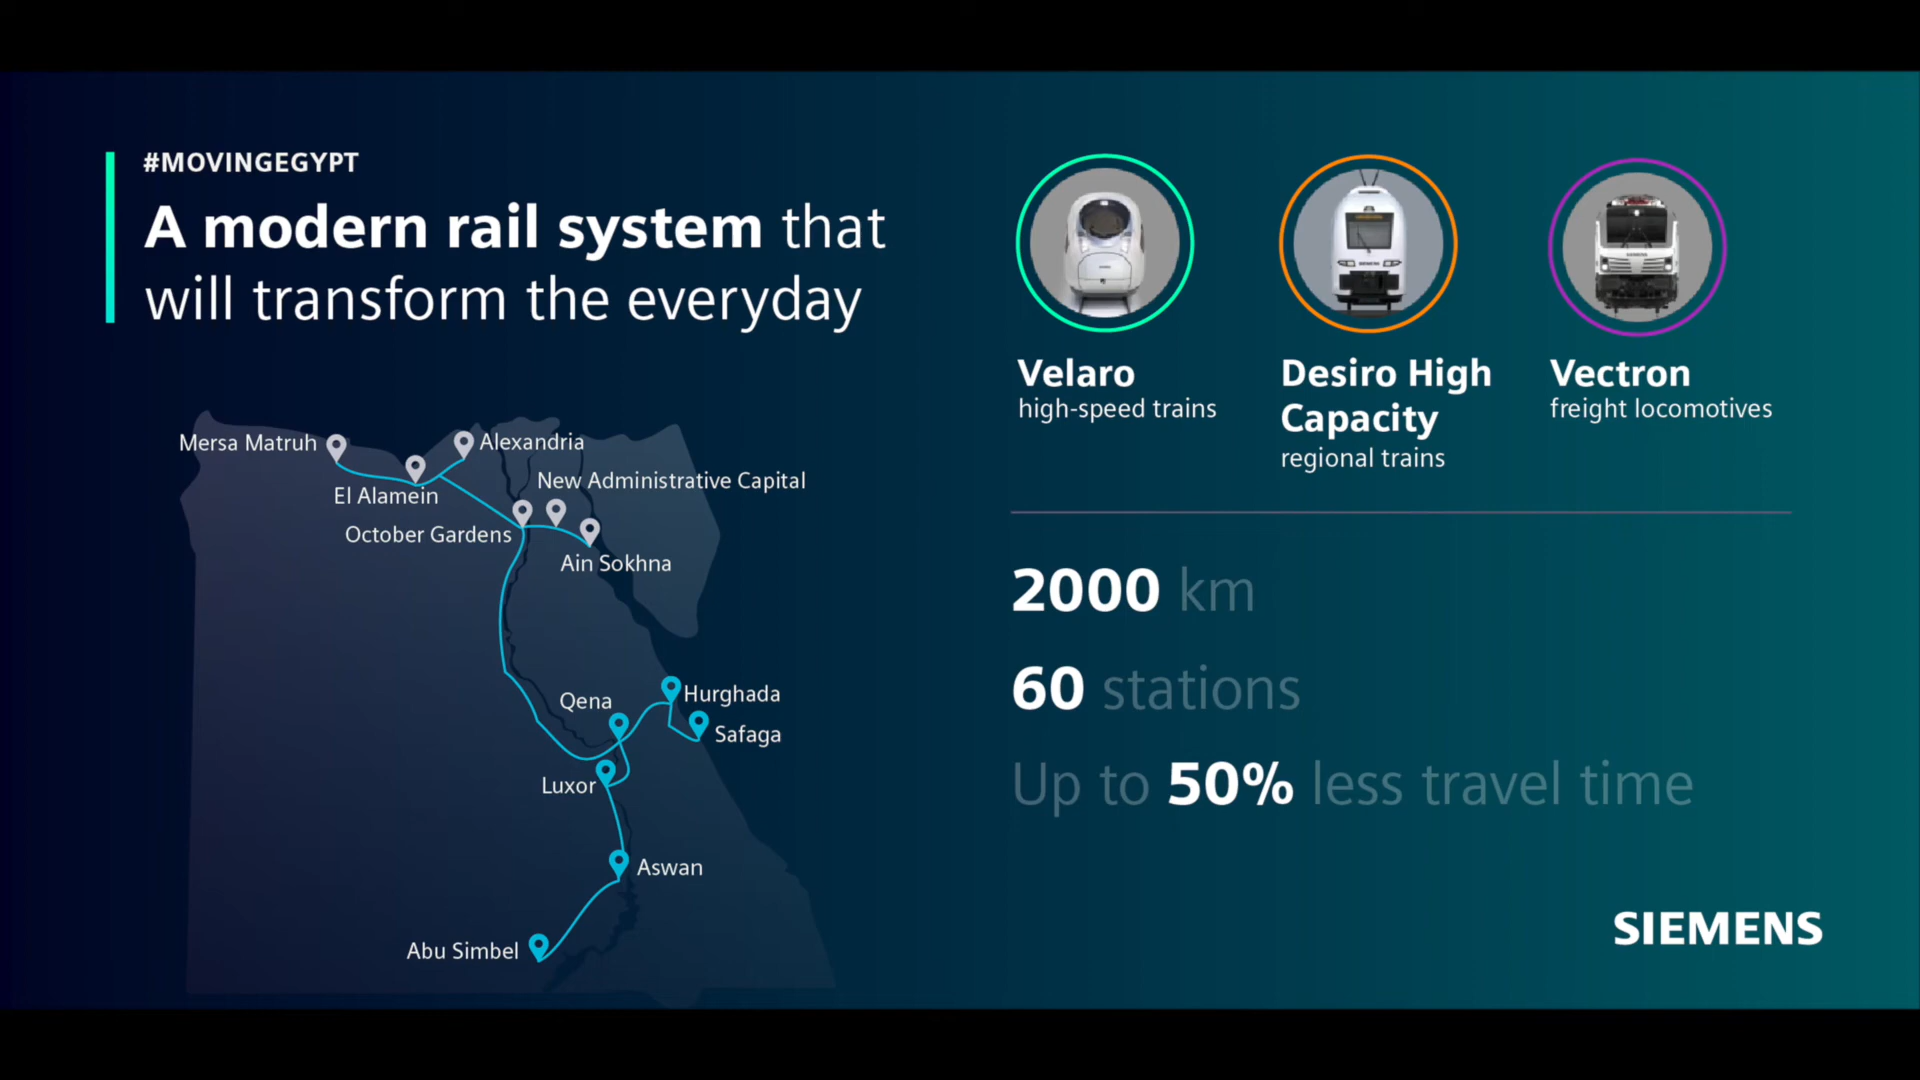 #MOVINGEGYPT
A modern rail system that
will transform the everyday
Mersa Matruh
Alexandria
El Alamein
New Administrative Capital
October Gardens
Ain Sokhna
Qena
Hurghada
Safaga
Luxor
Aswan
Abu Simbel
Velaro
high-speed trains
Desiro High
Capacity
regional trains
Vectron
freight locomotives
2000 km
60 stations
Up to 50% less travel time
SIEMENS